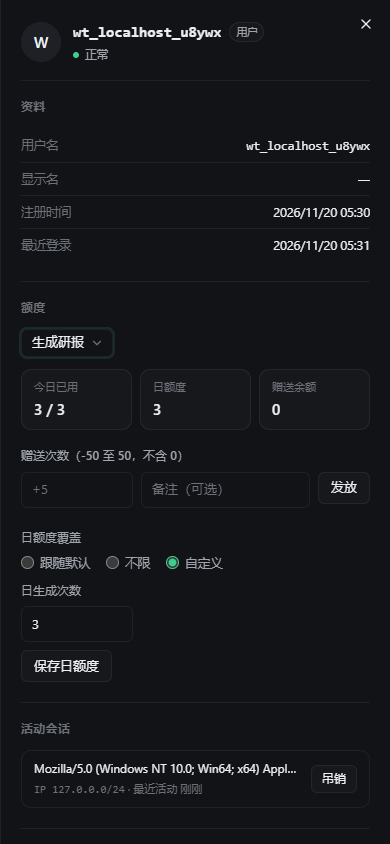 W
wt_localhost_u8ywx 用户
正常
资料
用户名 wt_localhost_u8ywx
显示名 —
注册时间 2026/11/20 05:30
最近登录 2026/11/20 05:31
额度
生成研报
今日已用 日额度 赠送余额
3 / 3 3 0
赠送次数（-50 至 50，不含 0）
+5 备注（可选） 发放
日额度覆盖
跟随默认 不限 自定义
日生成次数
3
保存日额度
活动会话
Mozilla/5.0 (Windows NT 10.0; Win64; x64) Appl...
吊销
IP 127.0.0.0/24 · 最近活动 刚刚